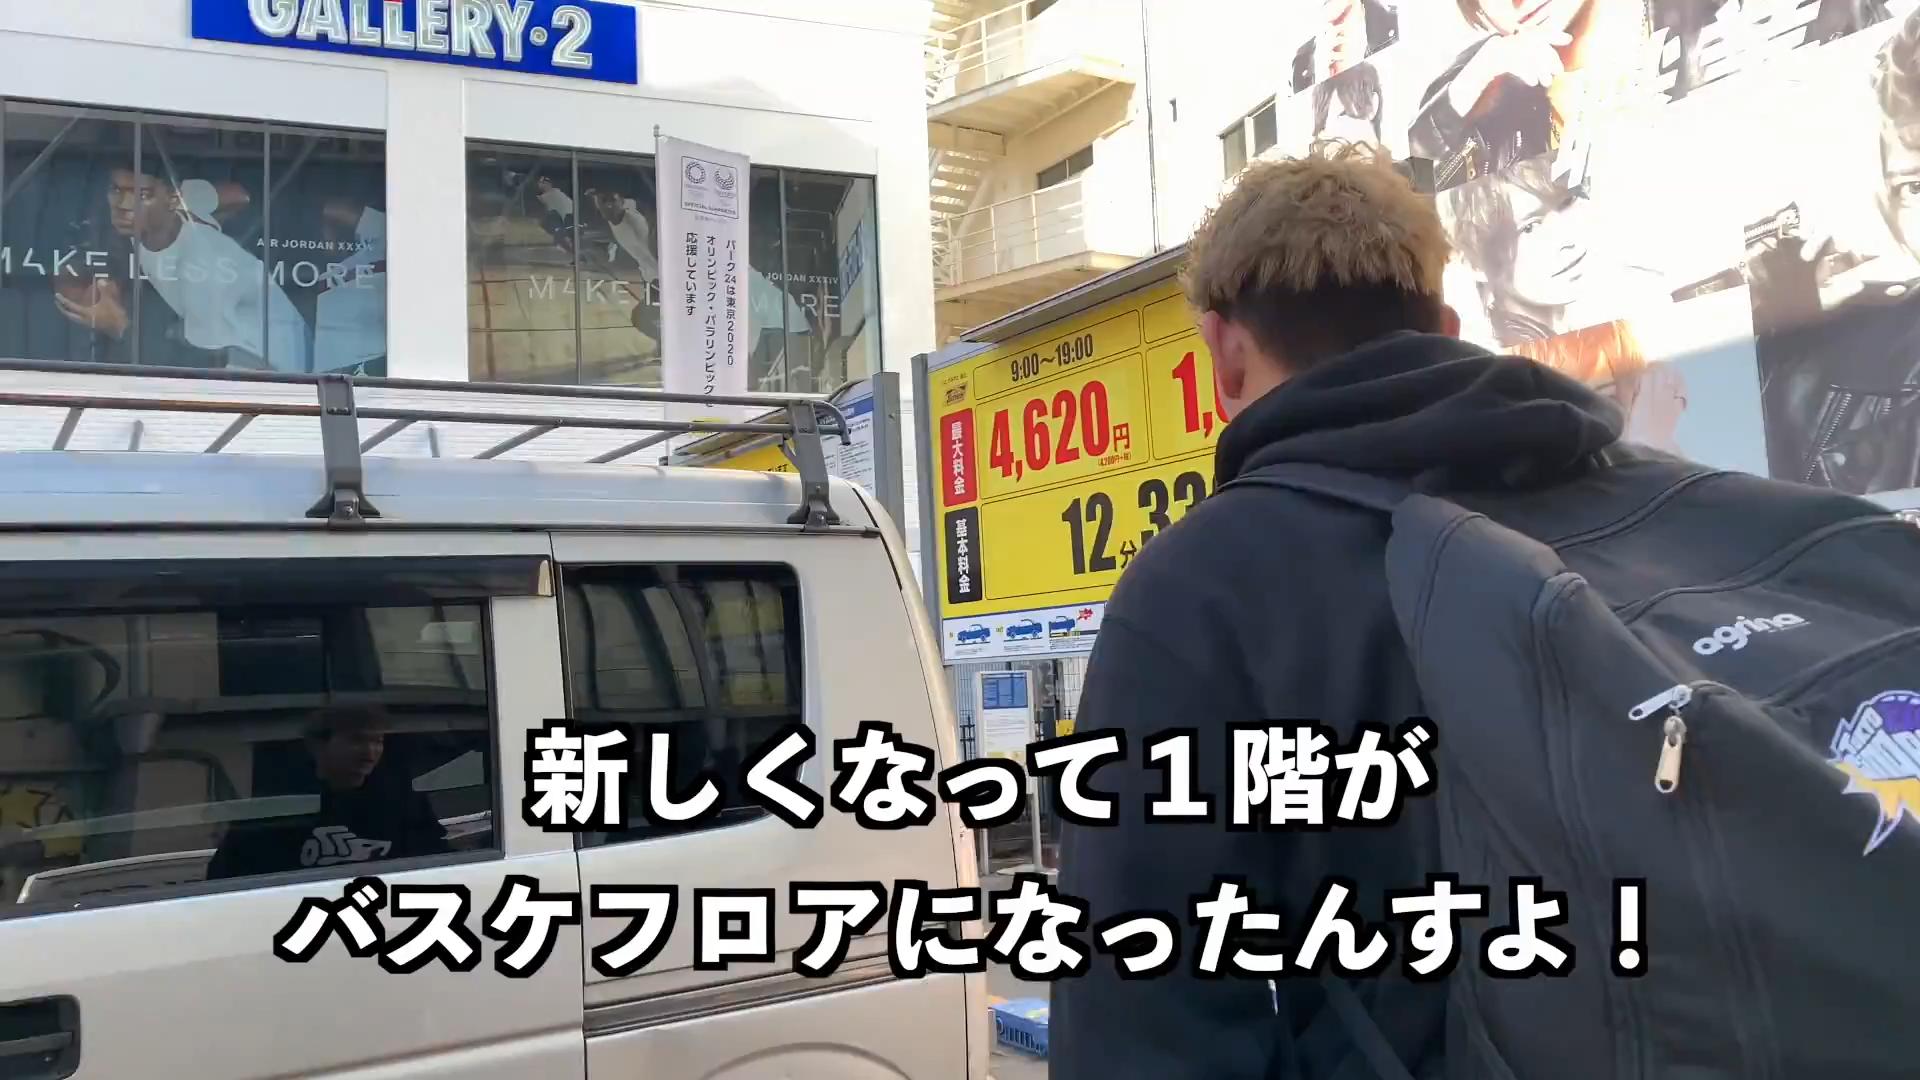 GALLERY・2
AIR JORDAN XXXIV
MAKE LESS MORE
AIR JORDAN XXXIV
MAKE L MORE
パーク24は東京2020
オリンピック・パラリンピックを
応援しています
9:00〜19:00
最大料金
4,620円
1,
基本料金
12分33
agrina
新しくなって１階が
バスケフロアになったんすよ！